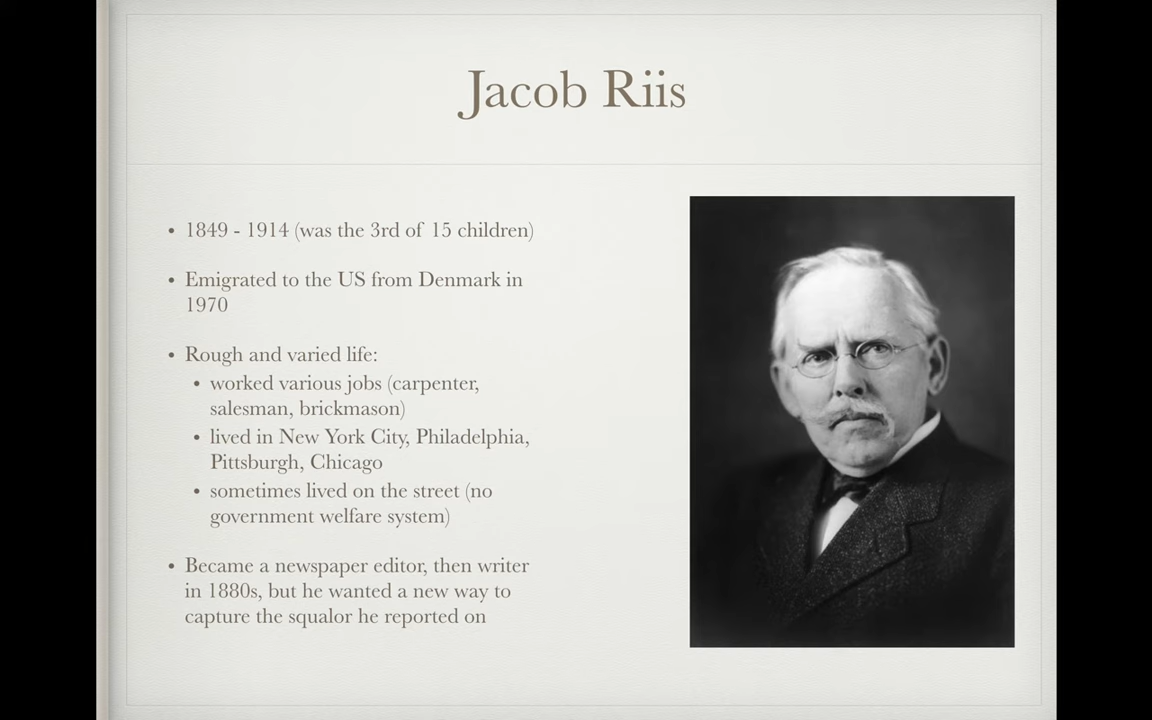 Jacob Riis
• 1849 - 1914 (was the 3rd of 15 children)
• Emigrated to the US from Denmark in
1970
• Rough and varied life:
• worked various jobs (carpenter,
salesman, brickmason)
• lived in New York City, Philadelphia,
Pittsburgh, Chicago
• sometimes lived on the street (no
government welfare system)
• Became a newspaper editor, then writer
in 1880s, but he wanted a new way to
capture the squalor he reported on